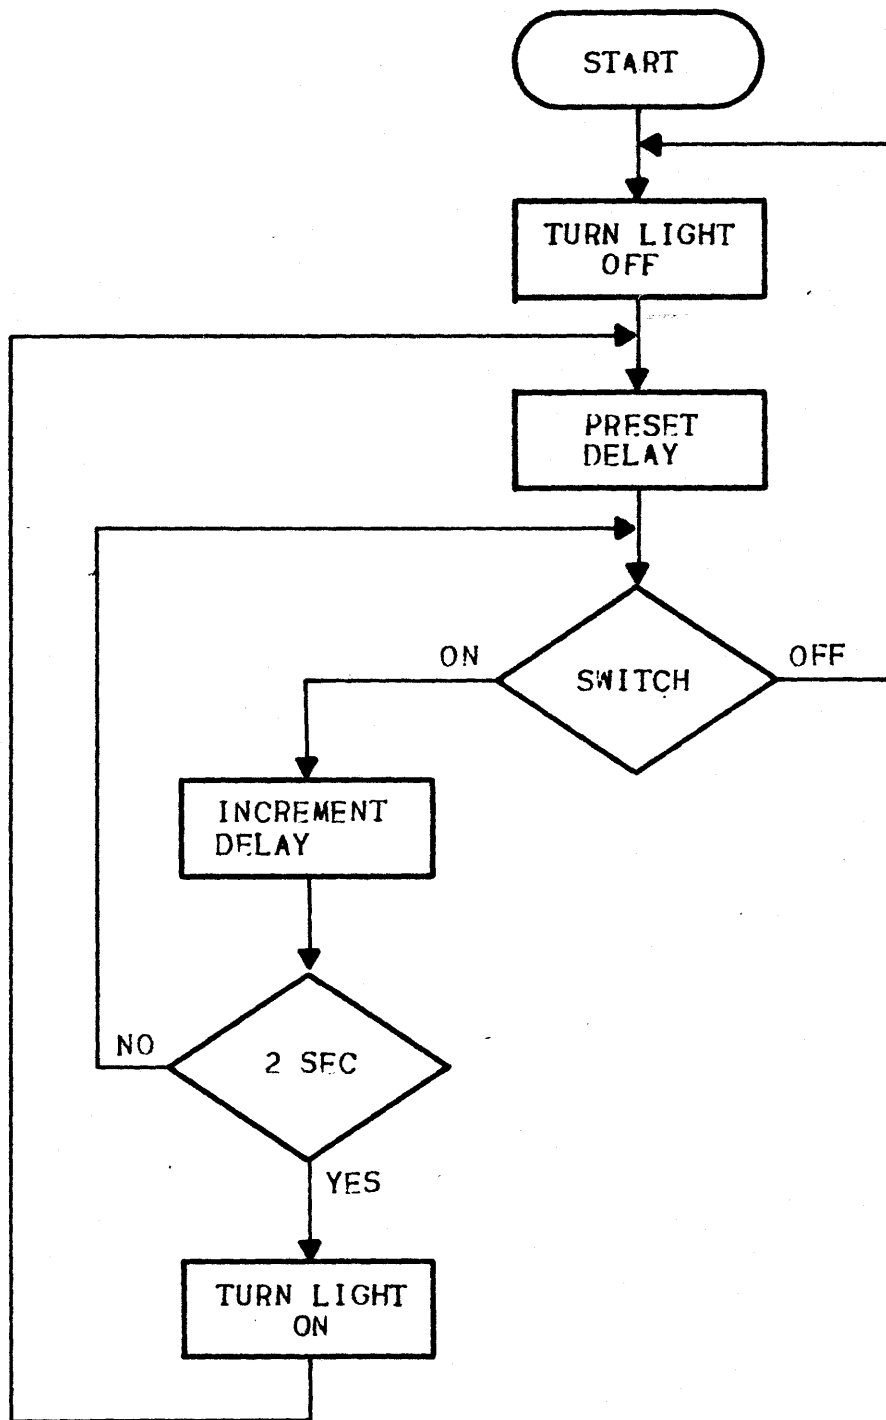 START
TURN LIGHT
OFF
PRESET
DELAY
SWITCH
ON
OFF
INCREMENT
DELAY
2 SEC
NO
YES
TURN LIGHT
ON